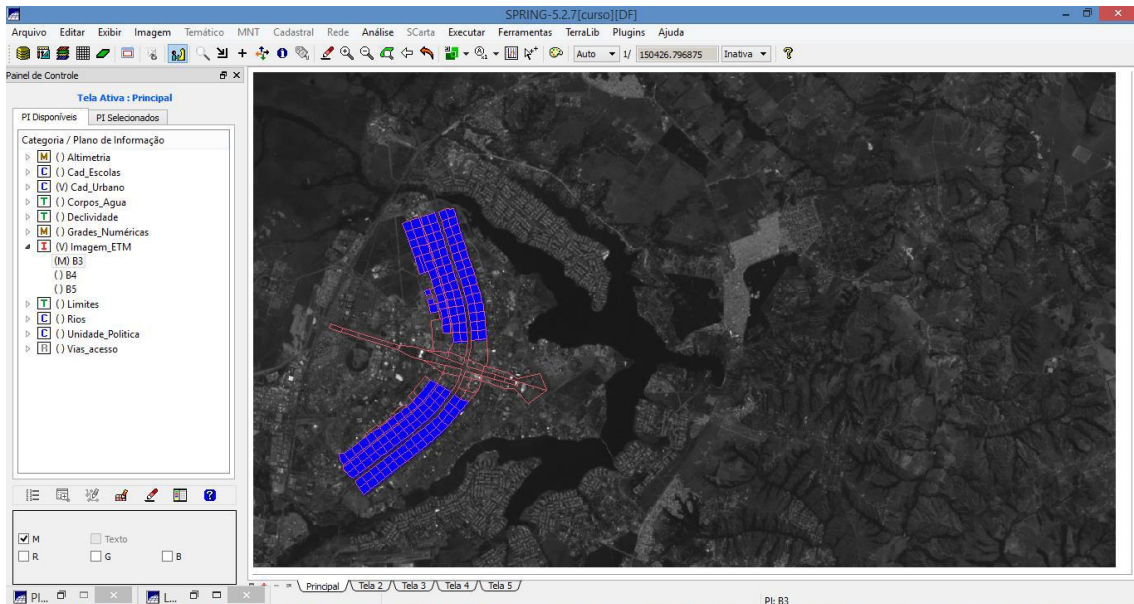 SPRING-5.2.7[curso][DF]
Arquivo Editar Exibir Imagem Temático MNT Cadastral Rede Análise SCarta Executar Ferramentas TerraLib Plugins Ajuda
Auto 1/ 150426.796875 Inativa
Painel de Controle
Tela Ativa : Principal
PI Disponíveis PI Selecionados
Categoria / Plano de Informação
M () Altimetria
C () Cad_Escolas
C (V) Cad_Urbano
T () Corpos_Agua
T () Declividade
M () Grades_Numéricas
I (V) Imagem_ETM
(M) B3
() B4
() B5
T () Limites
C () Rios
C () Unidade_Política
R () Vias_acesso
M Texto
R G B
Principal Tela 2 Tela 3 Tela 4 Tela 5
PI... L...
PI: B3